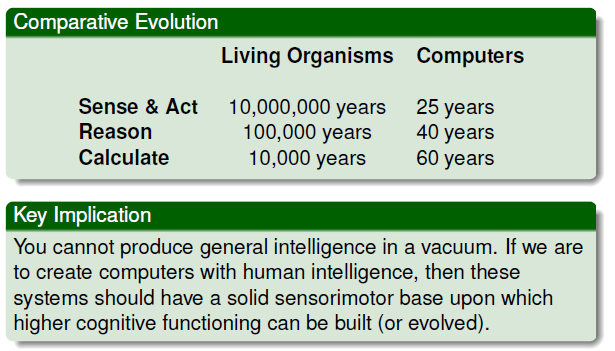 Comparative Evolution
Living Organisms Computers
Sense & Act 10,000,000 years 25 years
Reason 100,000 years 40 years
Calculate 10,000 years 60 years
Key Implication
You cannot produce general intelligence in a vacuum. If we are
to create computers with human intelligence, then these
systems should have a solid sensorimotor base upon which
higher cognitive functioning can be built (or evolved).